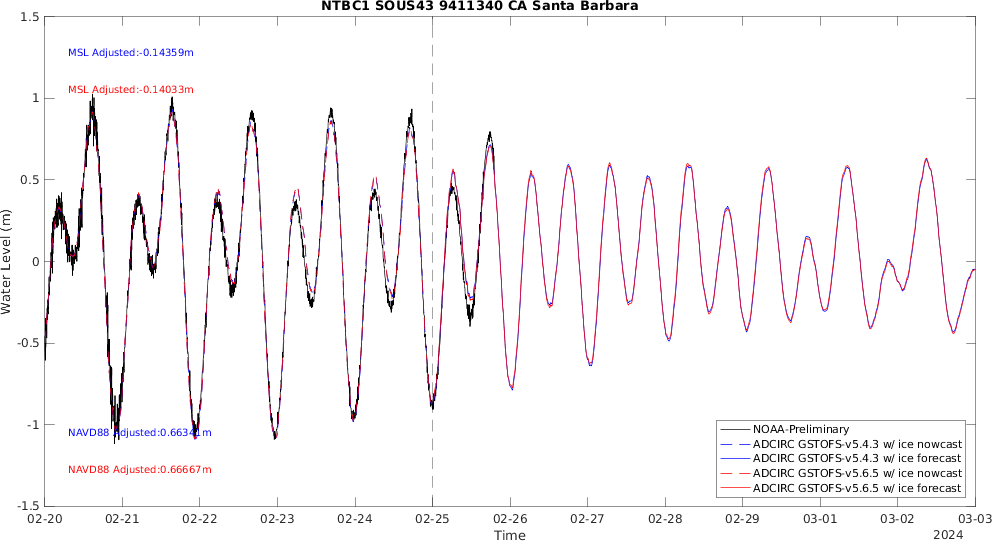 NTBC1 SOUS43 9411340 CA Santa Barbara
1.5
1
0.5
0
-0.5
-1
-1.5
Water Level (m)
MSL Adjusted:-0.14359m
MSL Adjusted:-0.14033m
NAVD88 Adjusted:0.66341m
NAVD88 Adjusted:0.66667m
NOAA-Preliminary
ADCIRC GSTOFS-v5.4.3 w/ ice nowcast
ADCIRC GSTOFS-v5.4.3 w/ ice forecast
ADCIRC GSTOFS-v5.6.5 w/ ice nowcast
ADCIRC GSTOFS-v5.6.5 w/ ice forecast
02-20 02-21 02-22 02-23 02-24 02-25 02-26 02-27 02-28 02-29 03-01 03-02 03-03
Time
2024